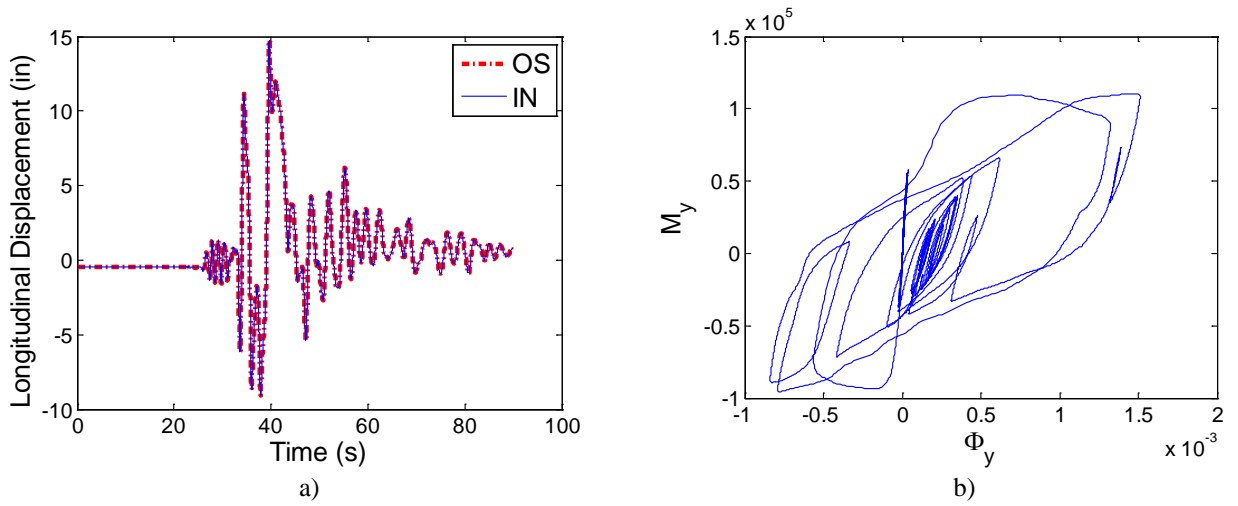 15
10
5
0
-5
-10
0 20 40 60 80 100
Longitudinal Displacement (in)
Time (s)
OS
IN
a)
x 10^5
1.5
1
0.5
0
-0.5
-1
-1 -0.5 0 0.5 1 1.5 2
x 10^-3
M_y
Φ_y
b)